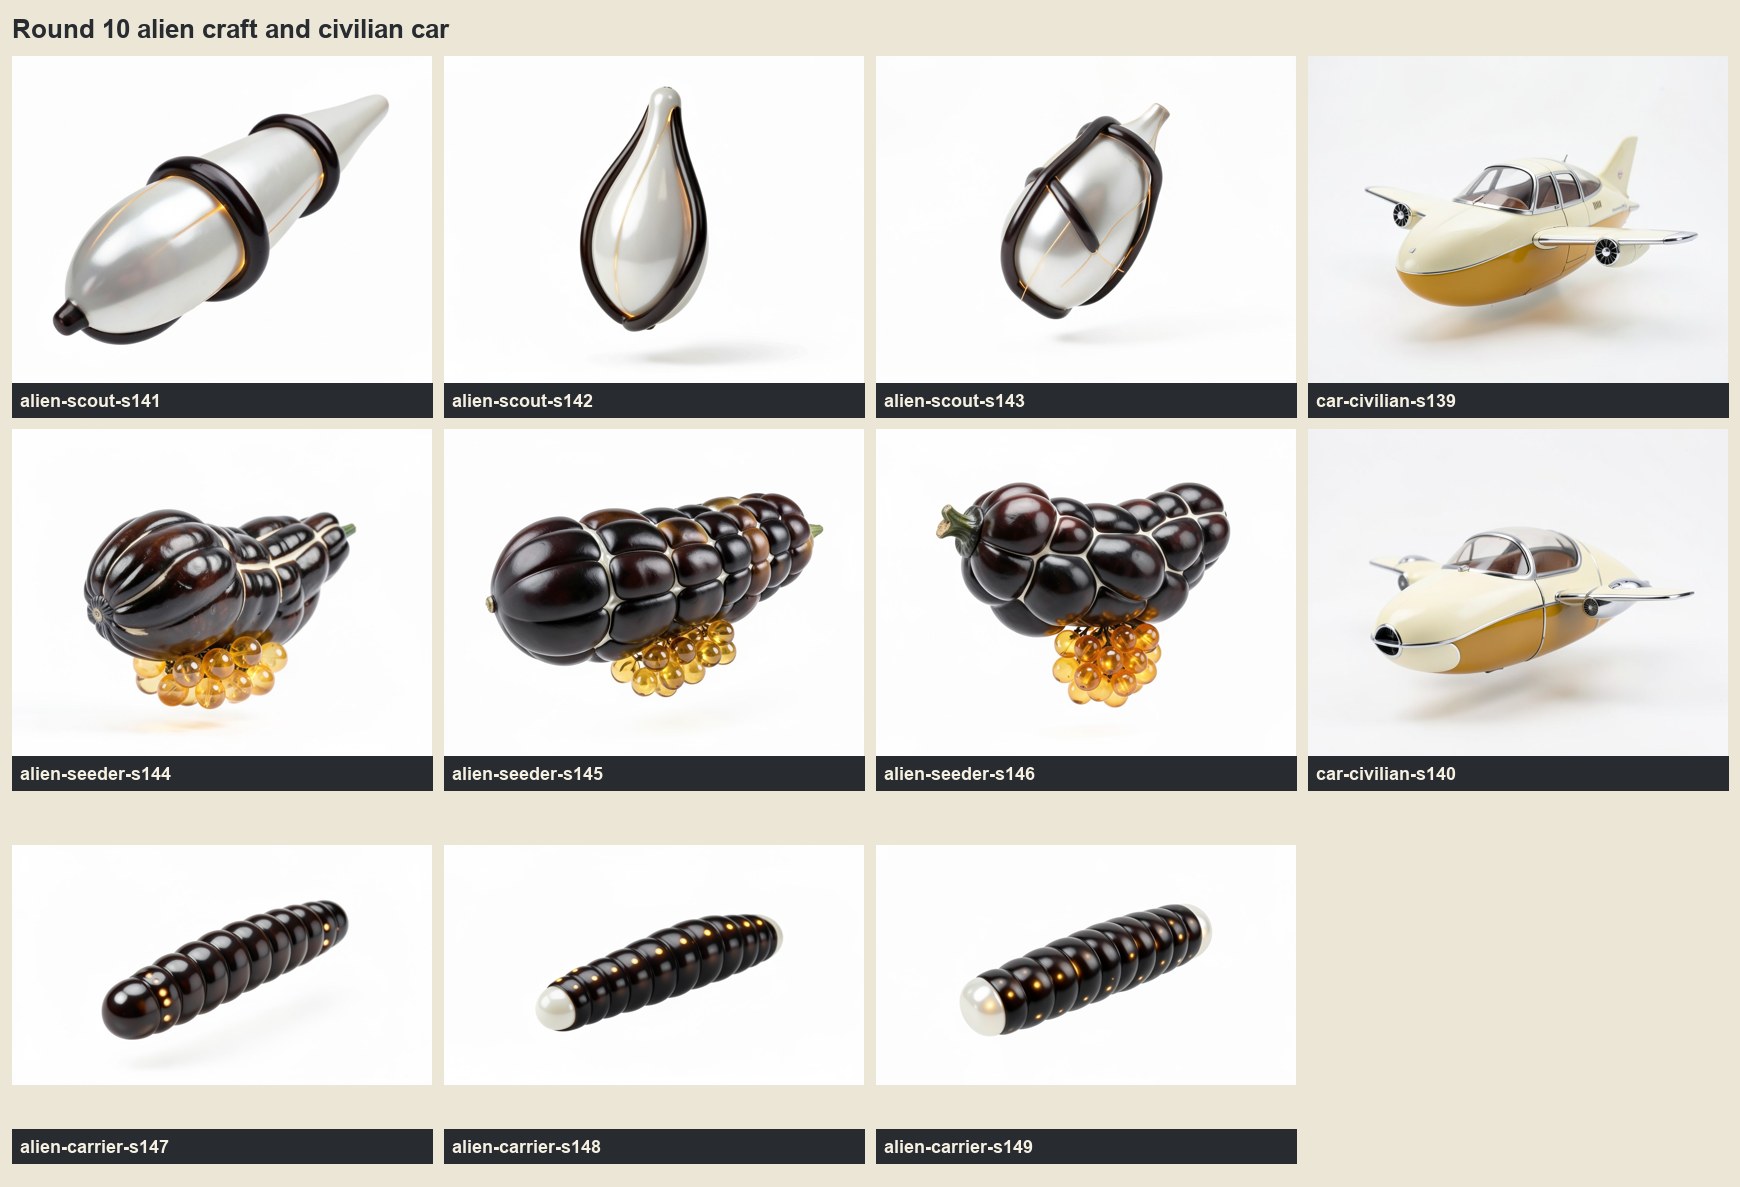 Round 10 alien craft and civilian car
alien-scout-s141
alien-scout-s142
alien-scout-s143
car-civilian-s139
alien-seeder-s144
alien-seeder-s145
alien-seeder-s146
car-civilian-s140
alien-carrier-s147
alien-carrier-s148
alien-carrier-s149